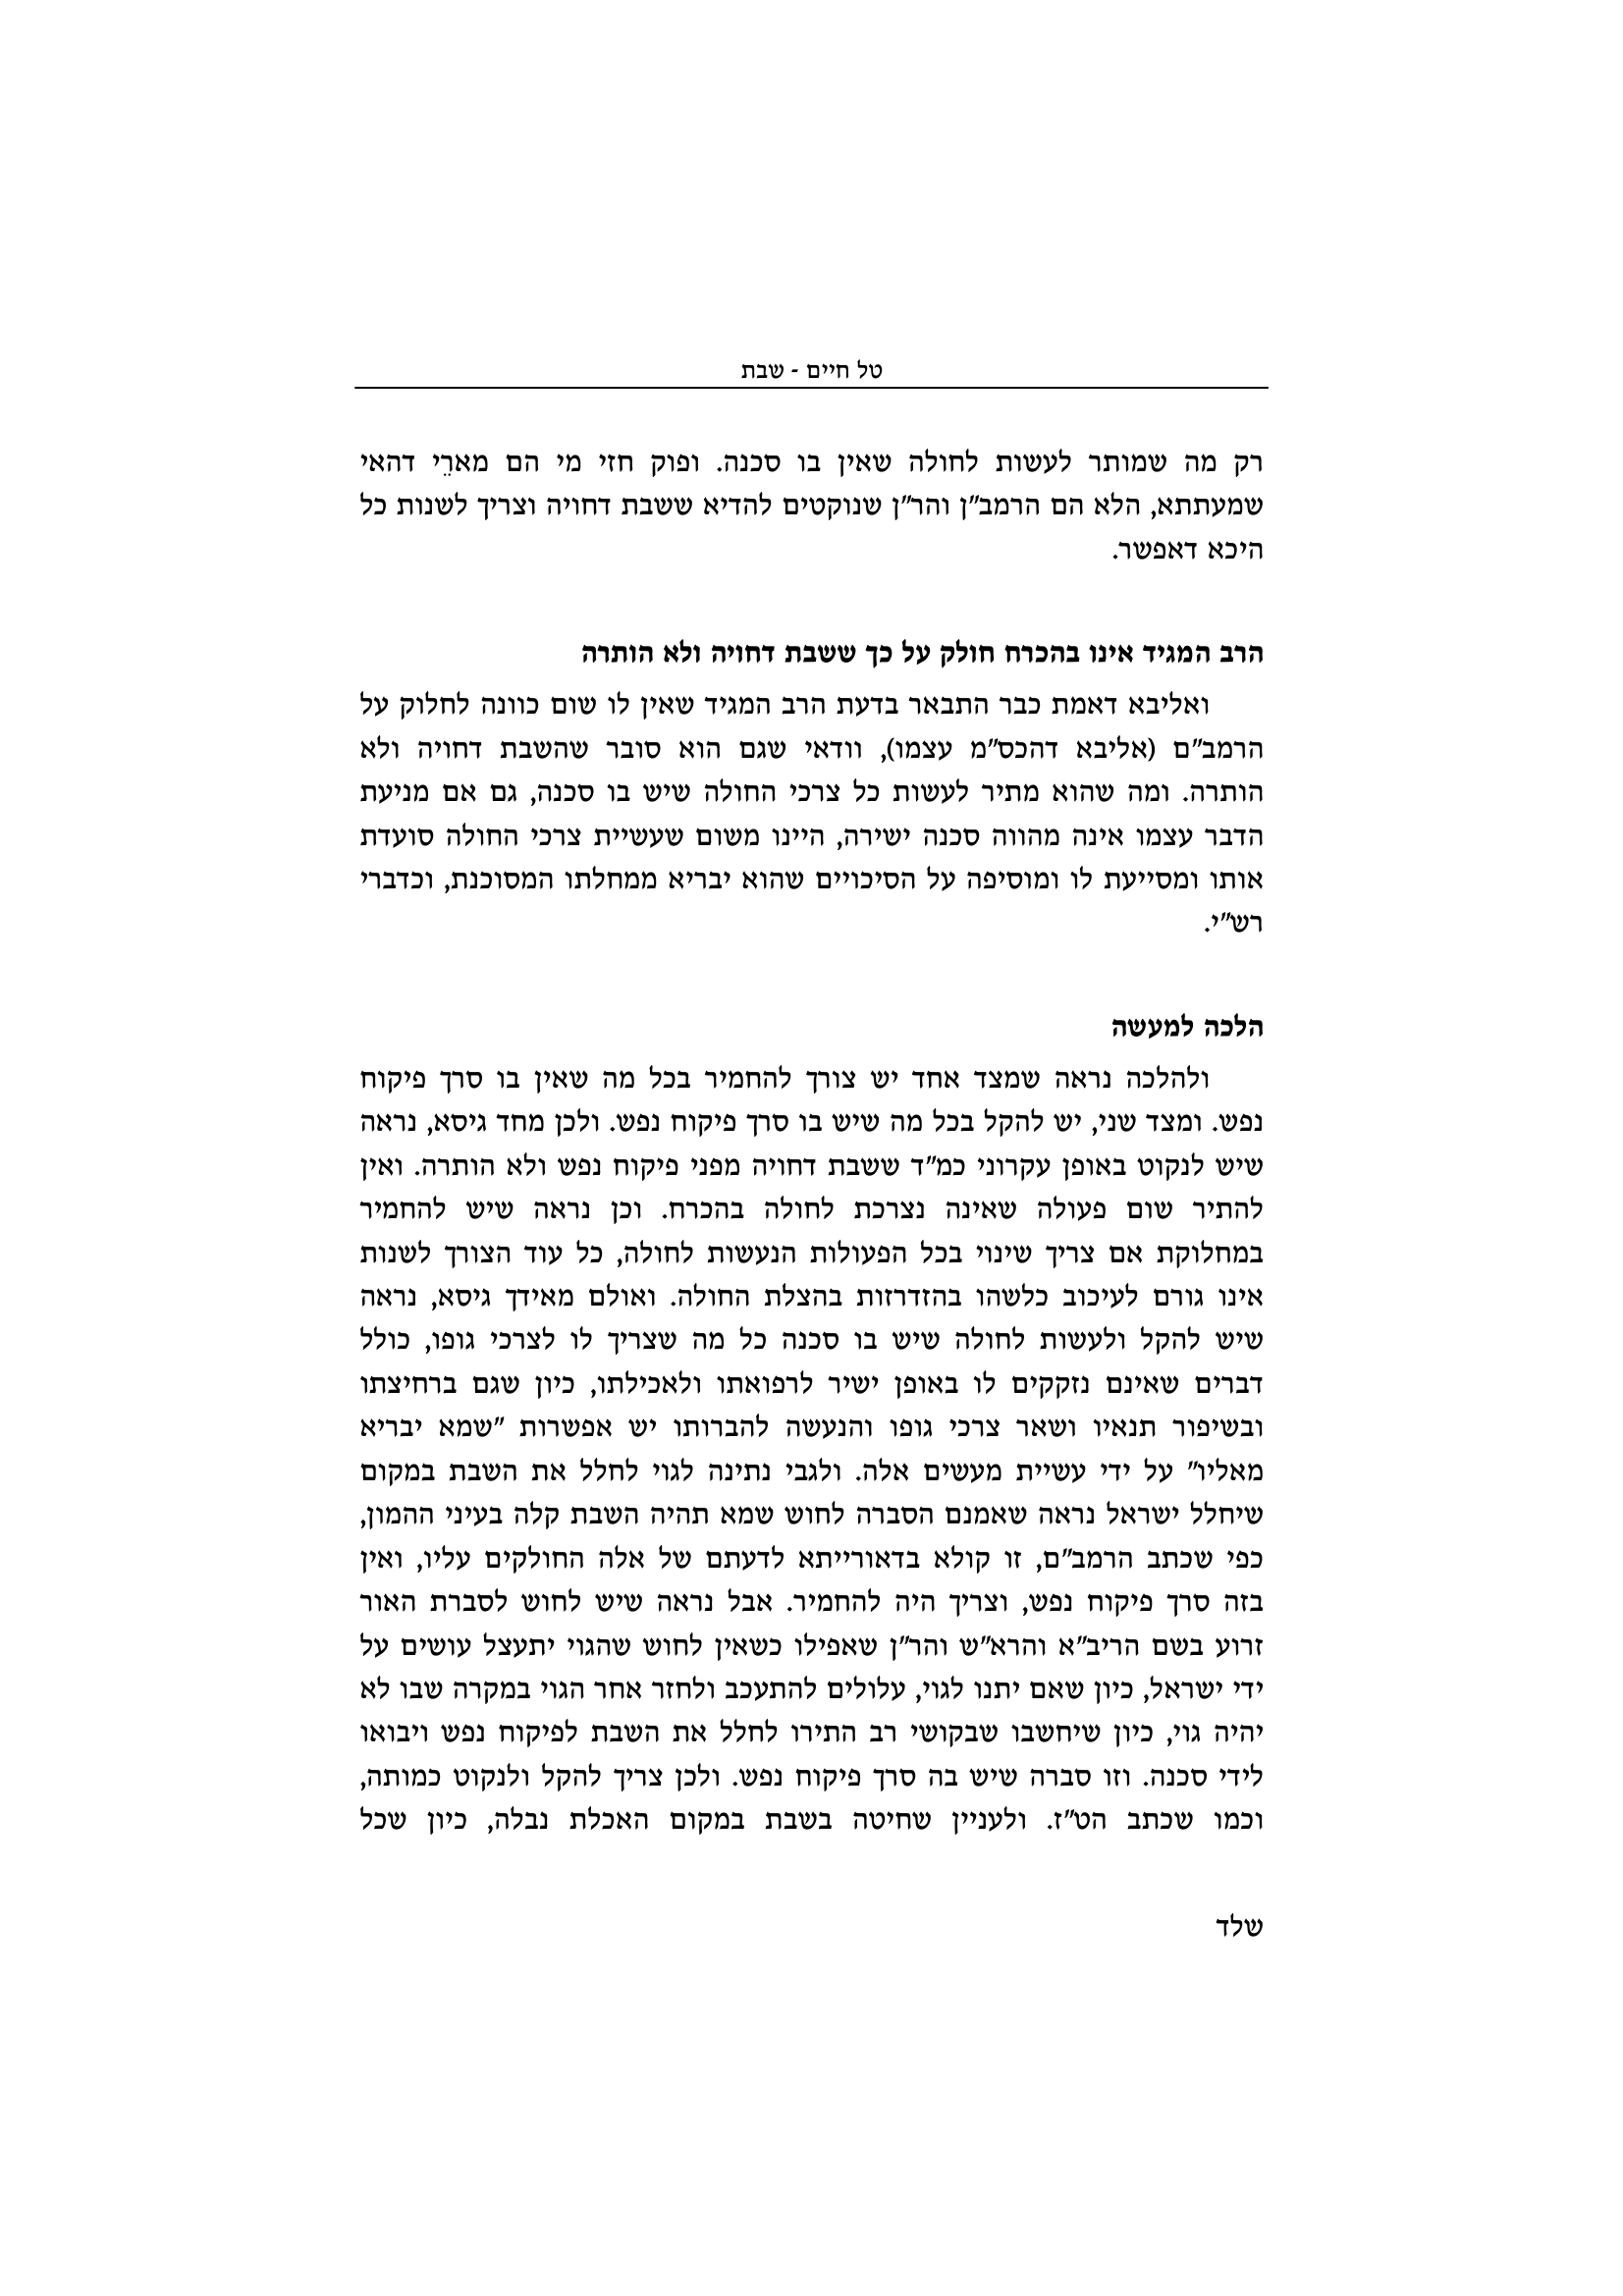 טל חיים - שבת
רק מה שמותר לעשות לחולה שאין בו סכנה. ופוק חזי מי הם מארֵי דהאי
שמעתתא, הלא הם הרמב"ן והר"ן שנוקטים להדיא ששבת דחויה וצריך לשנות כל
היכא דאפשר.
הרב המגיד אינו בהכרח חולק על כך ששבת דחויה ולא הותרה
ואליבא דאמת כבר התבאר בדעת הרב המגיד שאין לו שום כוונה לחלוק על
הרמב"ם (אליבא דהכס"מ עצמו), וודאי שגם הוא סובר שהשבת דחויה ולא
הותרה. ומה שהוא מתיר לעשות כל צרכי החולה שיש בו סכנה, גם אם מניעת
הדבר עצמו אינה מהווה סכנה ישירה, היינו משום שעשיית צרכי החולה סועדת
אותו ומסייעת לו ומוסיפה על הסיכויים שהוא יבריא ממחלתו המסוכנת, וכדברי
רש"י.
הלכה למעשה
ולהלכה נראה שמצד אחד יש צורך להחמיר בכל מה שאין בו סרך פיקוח
נפש. ומצד שני, יש להקל בכל מה שיש בו סרך פיקוח נפש. ולכן מחד גיסא, נראה
שיש לנקוט באופן עקרוני כמ"ד ששבת דחויה מפני פיקוח נפש ולא הותרה. ואין
להתיר שום פעולה שאינה נצרכת לחולה בהכרח. וכן נראה שיש להחמיר
במחלוקת אם צריך שינוי בכל הפעולות הנעשות לחולה, כל עוד הצורך לשנות
אינו גורם לעיכוב כלשהו בהזדרזות בהצלת החולה. ואולם מאידך גיסא, נראה
שיש להקל ולעשות לחולה שיש בו סכנה כל מה שצריך לו לצרכי גופו, כולל
דברים שאינם נזקקים לו באופן ישיר לרפואתו ולאכילתו, כיון שגם ברחיצתו
ובשיפור תנאיו ושאר צרכי גופו והנעשה להברותו יש אפשרות "שמא יבריא
מאליו" על ידי עשיית מעשים אלה. ולגבי נתינה לגוי לחלל את השבת במקום
שיחלל ישראל נראה שאמנם הסברה לחוש שמא תהיה השבת קלה בעיני ההמון,
כפי שכתב הרמב"ם, זו קולא בדאורייתא לדעתם של אלה החולקים עליו, ואין
בזה סרך פיקוח נפש, וצריך היה להחמיר. אבל נראה שיש לחוש לסברת האור
זרוע בשם הריב"א והרא"ש והר"ן שאפילו כשאין לחוש שהגוי יתעצל עושים על
ידי ישראל, כיון שאם יתנו לגוי, עלולים להתעכב ולחזר אחר הגוי במקרה שבו לא
יהיה גוי, כיון שיחשבו שבקושי רב התירו לחלל את השבת לפיקוח נפש ויבואו
לידי סכנה. וזו סברה שיש בה סרך פיקוח נפש. ולכן צריך להקל ולנקוט כמותה,
וכמו שכתב הט"ז. ולעניין שחיטה בשבת במקום האכלת נבלה, כיון שכל
שלד